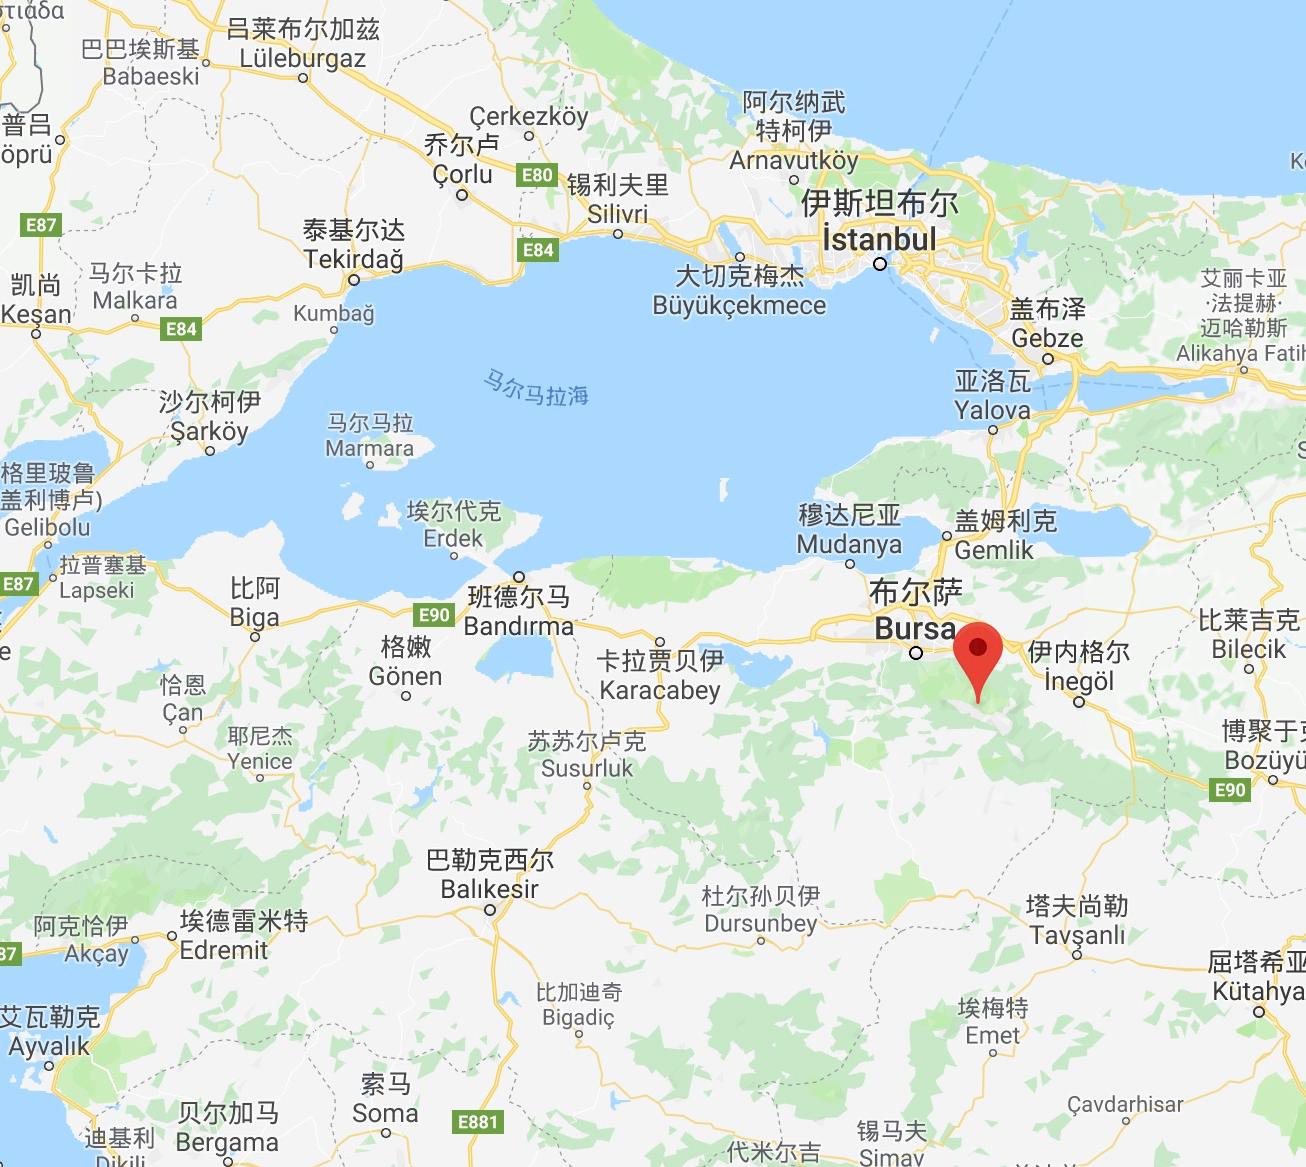 στιάδα
吕莱布尔加兹
Lüleburgaz
巴巴埃斯基
Babaeski
普吕
öprü
Çerkezköy
乔尔卢
Çorlu
E80
阿尔纳武
特柯伊
Arnavutköy
锡利夫里
Silivri
伊斯坦布尔
İstanbul
E87
泰基尔达
Tekirdağ
E84
大切克梅杰
Büyükçekmece
凯尚
Keşan
马尔卡拉
Malkara
E84
Kumbağ
盖布泽
Gebze
艾丽卡亚
·法提赫·
迈哈勒斯
Alikahya Fatih
马尔马拉海
亚洛瓦
Yalova
沙尔柯伊
Şarköy
马尔马拉
Marmara
格里玻鲁
盖利博卢)
Gelibolu
埃尔代克
Erdek
穆达尼亚
Mudanya
盖姆利克
Gemlik
拉普塞基
Lapseki
E87
比阿
Biga
E90
班德尔马
Bandırma
布尔萨
Bursa
格嫩
Gönen
卡拉贾贝伊
Karacabey
伊内格尔
İnegöl
比莱吉克
Bilecik
恰恩
Çan
耶尼杰
Yenice
苏苏尔卢克
Susurluk
博聚于克
Bozüyü
E90
巴勒克西尔
Balıkesir
杜尔孙贝伊
Dursunbey
塔夫尚勒
Tavşanlı
阿克恰伊
Akçay
埃德雷米特
Edremit
87
屈塔希亚
Kütahya
比加迪奇
Bigadiç
埃梅特
Emet
艾瓦勒克
Ayvalık
索马
Soma
贝尔加马
Bergama
E881
Çavdarhisar
迪基利
Dikili
代米尔吉
锡马夫
Simav